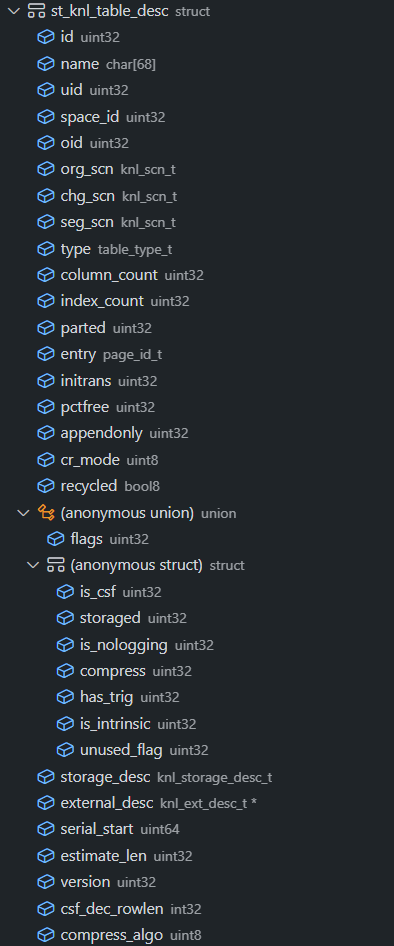 st_knl_table_desc struct
id uint32
name char[68]
uid uint32
space_id uint32
oid uint32
org_scn knl_scn_t
chg_scn knl_scn_t
seg_scn knl_scn_t
type table_type_t
column_count uint32
index_count uint32
parted uint32
entry page_id_t
initrans uint32
pctfree uint32
appendonly uint32
cr_mode uint8
recycled bool8
(anonymous union) union
flags uint32
(anonymous struct) struct
is_csf uint32
storaged uint32
is_nologging uint32
compress uint32
has_trig uint32
is_intrinsic uint32
unused_flag uint32
storage_desc knl_storage_desc_t
external_desc knl_ext_desc_t *
serial_start uint64
estimate_len uint32
version uint32
csf_dec_rowlen int32
compress_algo uint8